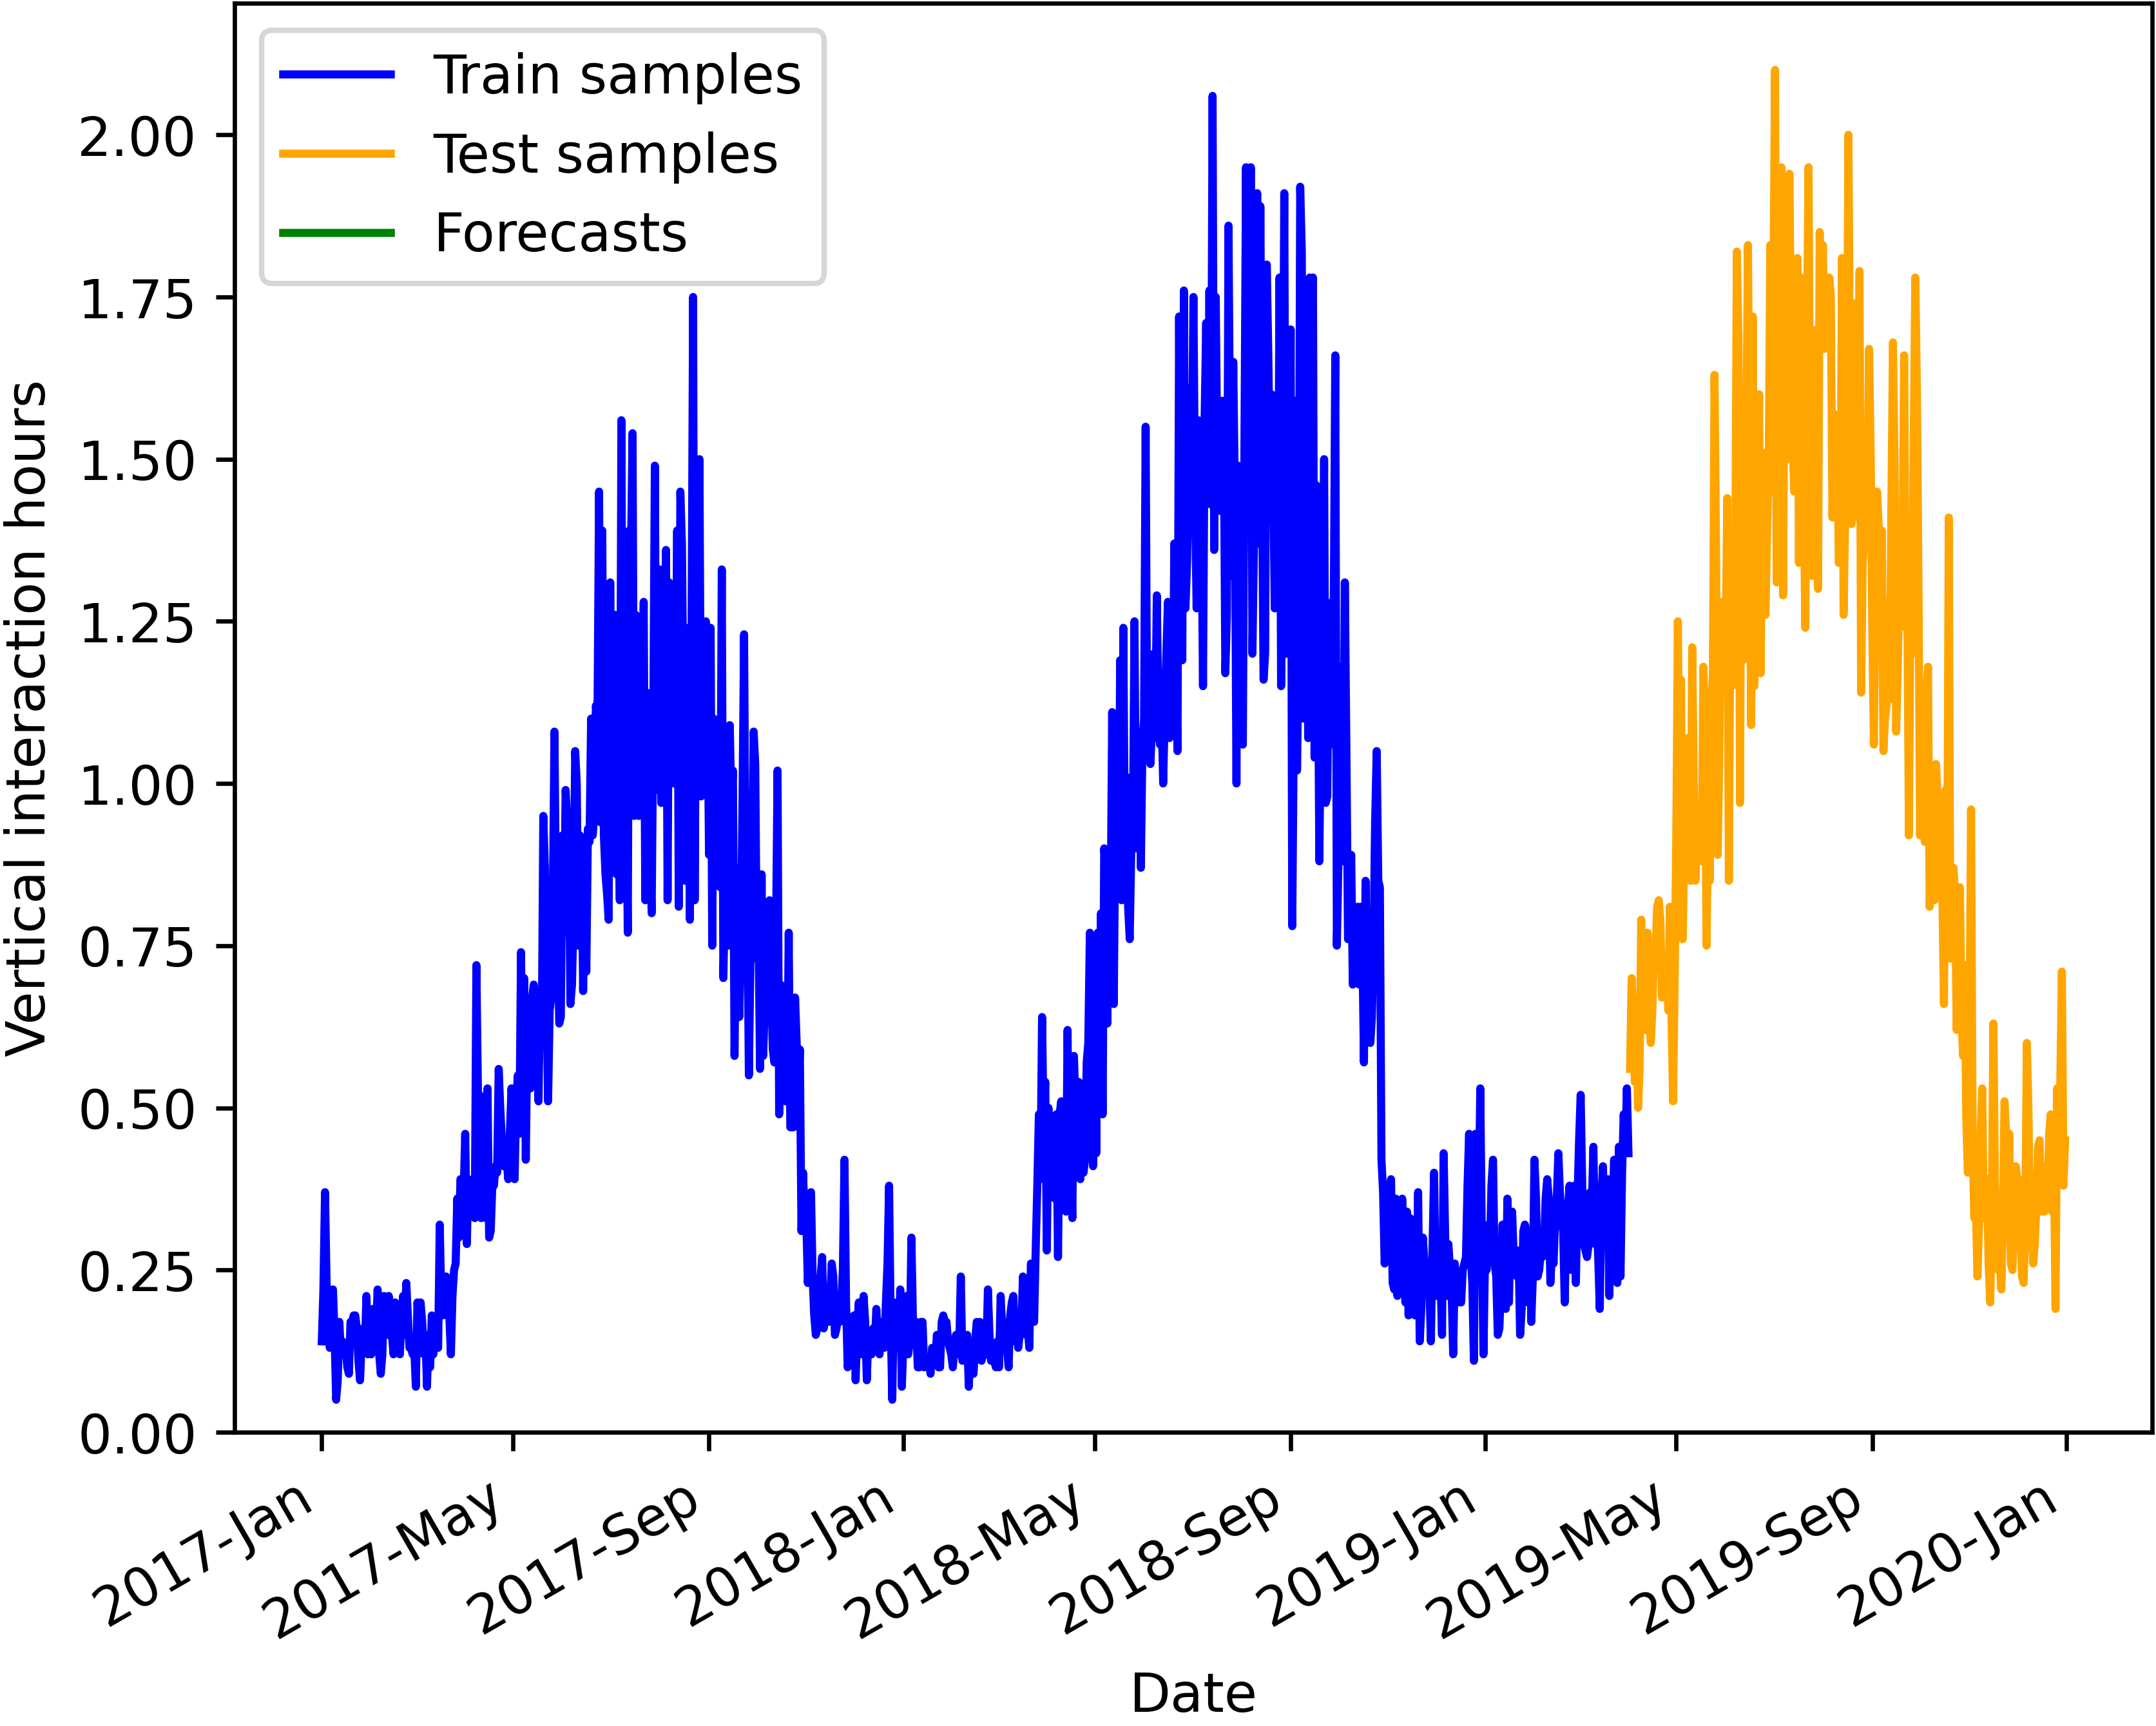 Train samples
Test samples
Forecasts
2.00
1.75
1.50
1.25
1.00
0.75
0.50
0.25
0.00
Vertical interaction hours
2017-Jan
2017-May
2017-Sep
2018-Jan
2018-May
2018-Sep
2019-Jan
2019-May
2019-Sep
2020-Jan
Date